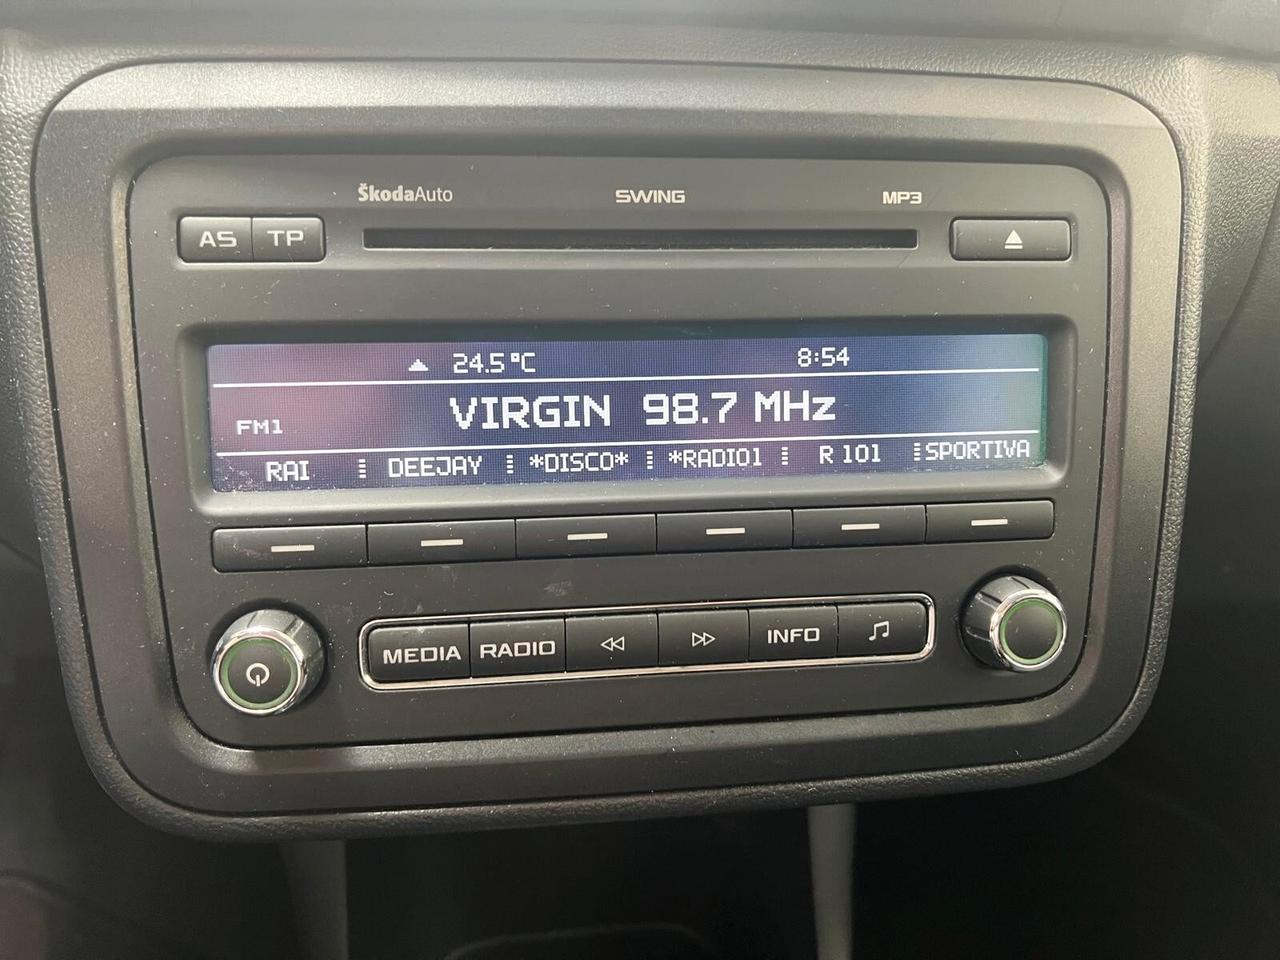 ŠkodaAuto SWING MP3
AS TP
24.5°C 8:54
FM1 VIRGIN 98.7 MHz
RAI DEEJAY *DISCO* *RADIO1 R 101 SPORTIVA
MEDIA RADIO INFO